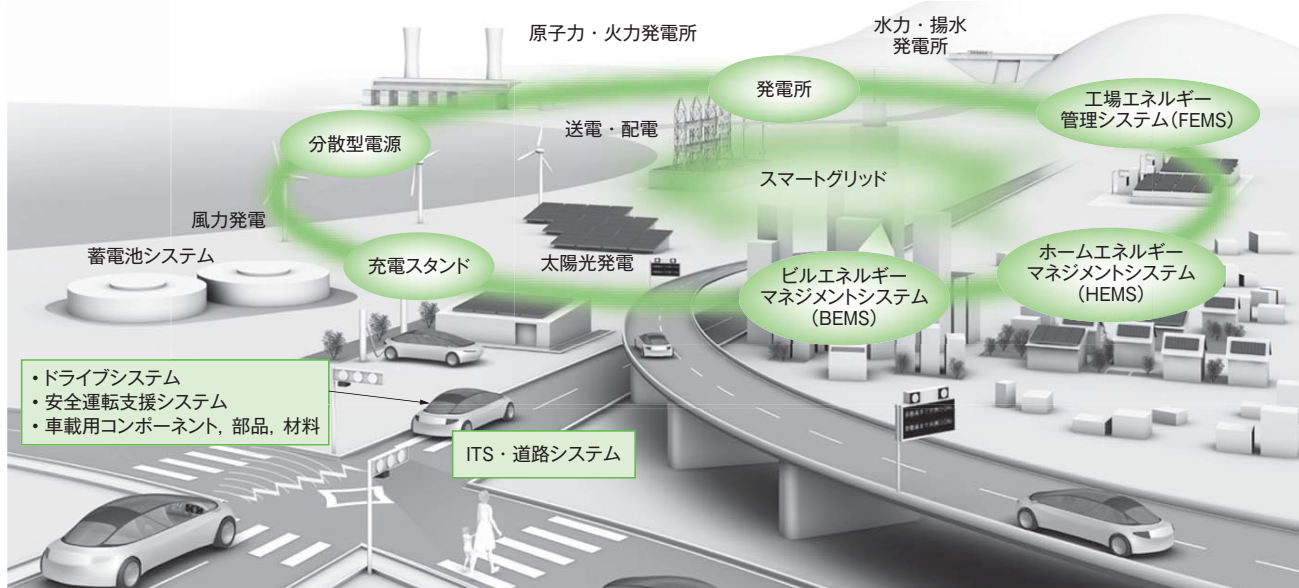 原子力・火力発電所
水力・揚水
発電所
発電所
工場エネルギー
管理システム(FEMS)
分散型電源
送電・配電
スマートグリッド
風力発電
蓄電池システム
充電スタンド
太陽光発電
ビルエネルギー
マネジメントシステム
(BEMS)
ホームエネルギー
マネジメントシステム
(HEMS)
・ドライブシステム
・安全運転支援システム
・車載用コンポーネント, 部品, 材料
ITS・道路システム